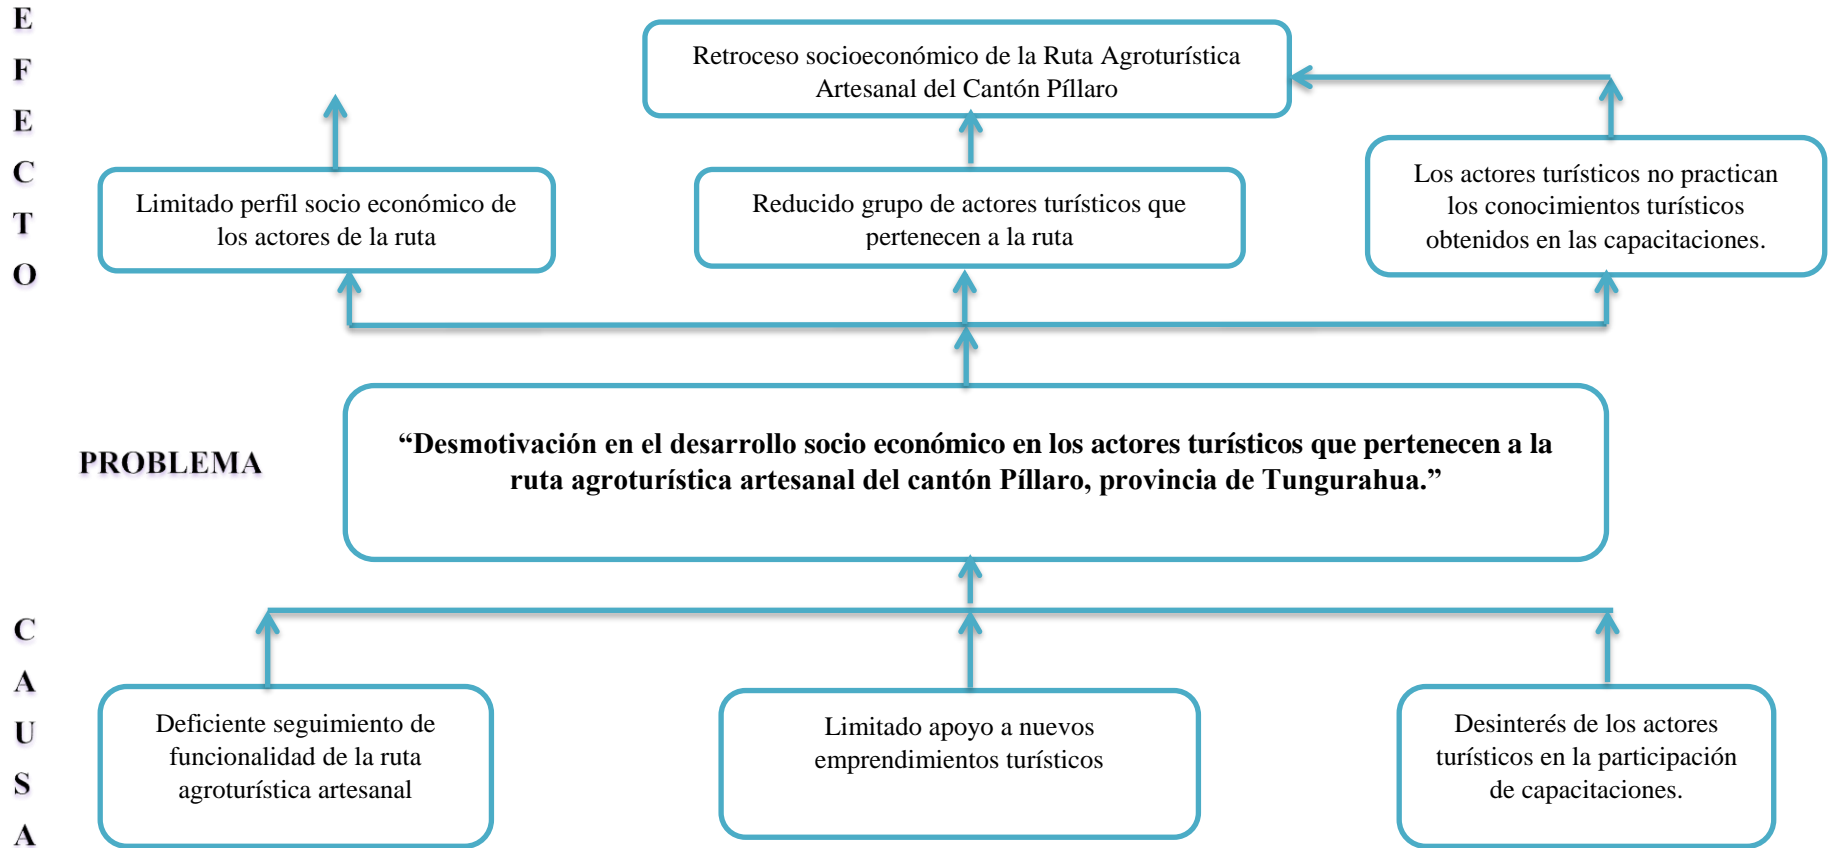 E
F
E
C
T
O
Retroceso socioeconómico de la Ruta Agroturística
Artesanal del Cantón Píllaro
Limitado perfil socio económico de
los actores de la ruta
Reducido grupo de actores turísticos que
pertenecen a la ruta
Los actores turísticos no practican
los conocimientos turísticos
obtenidos en las capacitaciones.
PROBLEMA
“Desmotivación en el desarrollo socio económico en los actores turísticos que pertenecen a la
ruta agroturística artesanal del cantón Píllaro, provincia de Tungurahua.”
C
A
U
S
A
Deficiente seguimiento de
funcionalidad de la ruta
agroturística artesanal
Limitado apoyo a nuevos
emprendimientos turísticos
Desinterés de los actores
turísticos en la participación
de capacitaciones.